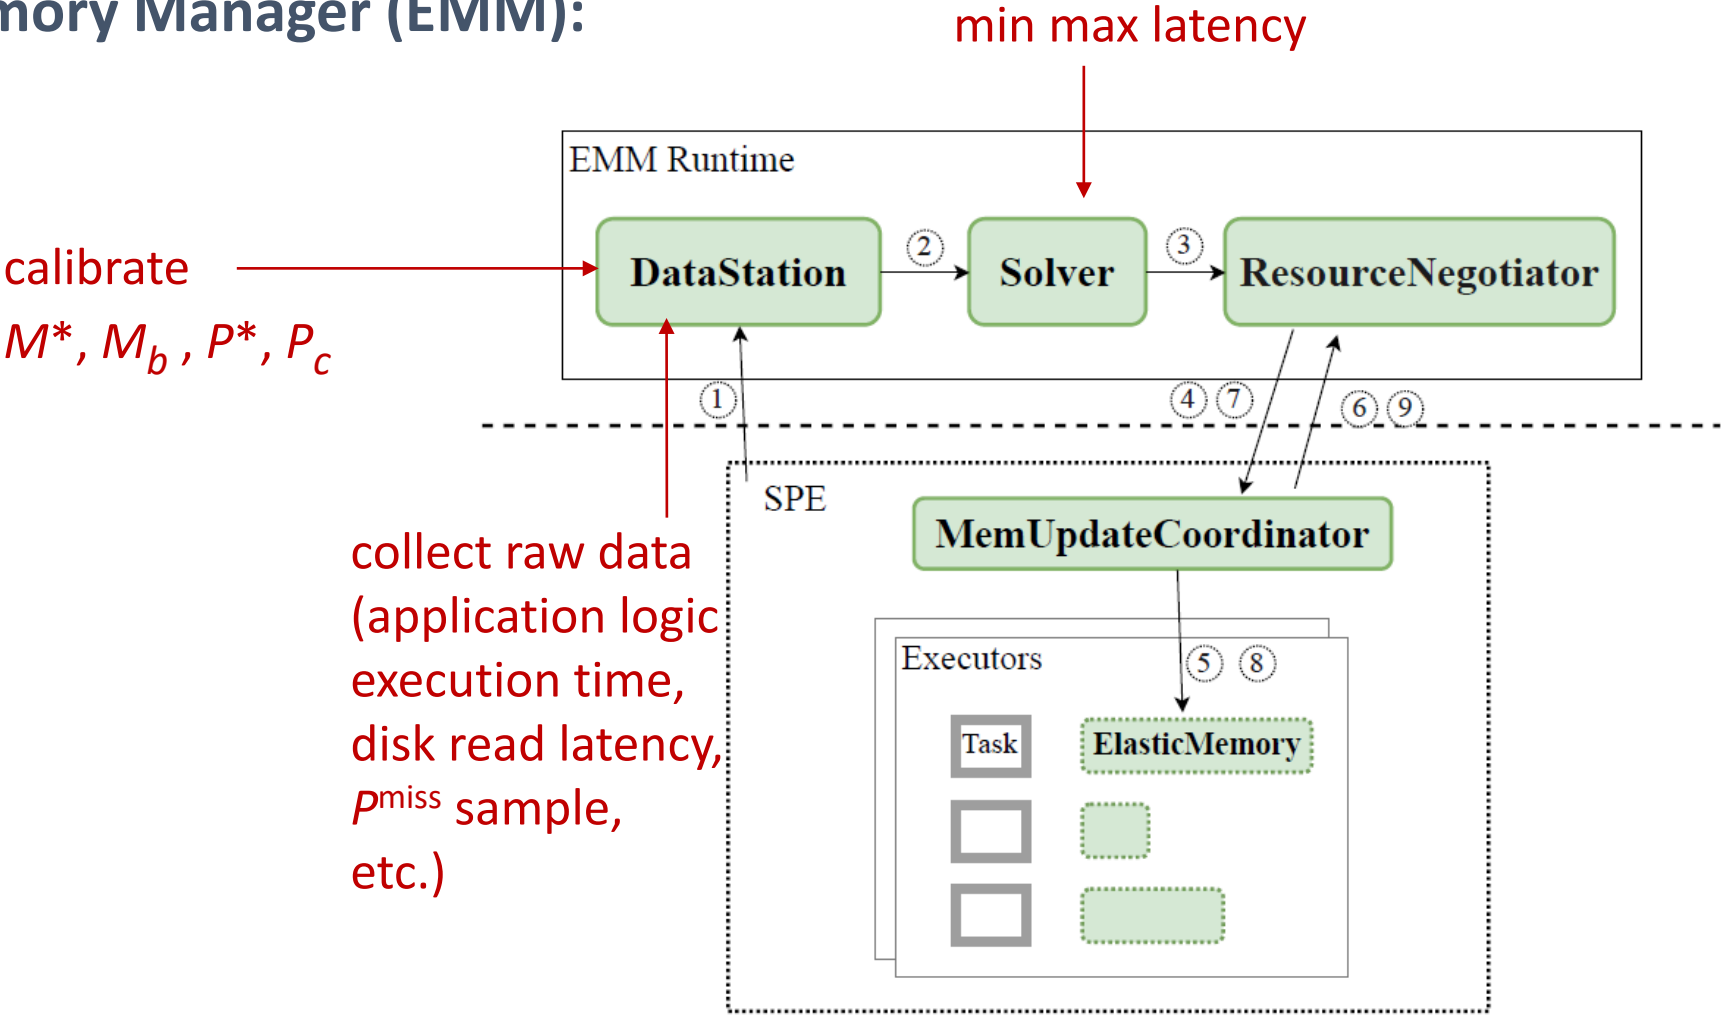 Manager (EMM):
min max latency
EMM Runtime
calibrate
M*, Mb , P*, Pc
DataStation
②
Solver
③
ResourceNegotiator
①
④ ⑦
⑥ ⑨
SPE
MemUpdateCoordinator
collect raw data
(application logic
execution time,
disk read latency,
Pmiss sample,
etc.)
Executors
⑤ ⑧
Task
ElasticMemory